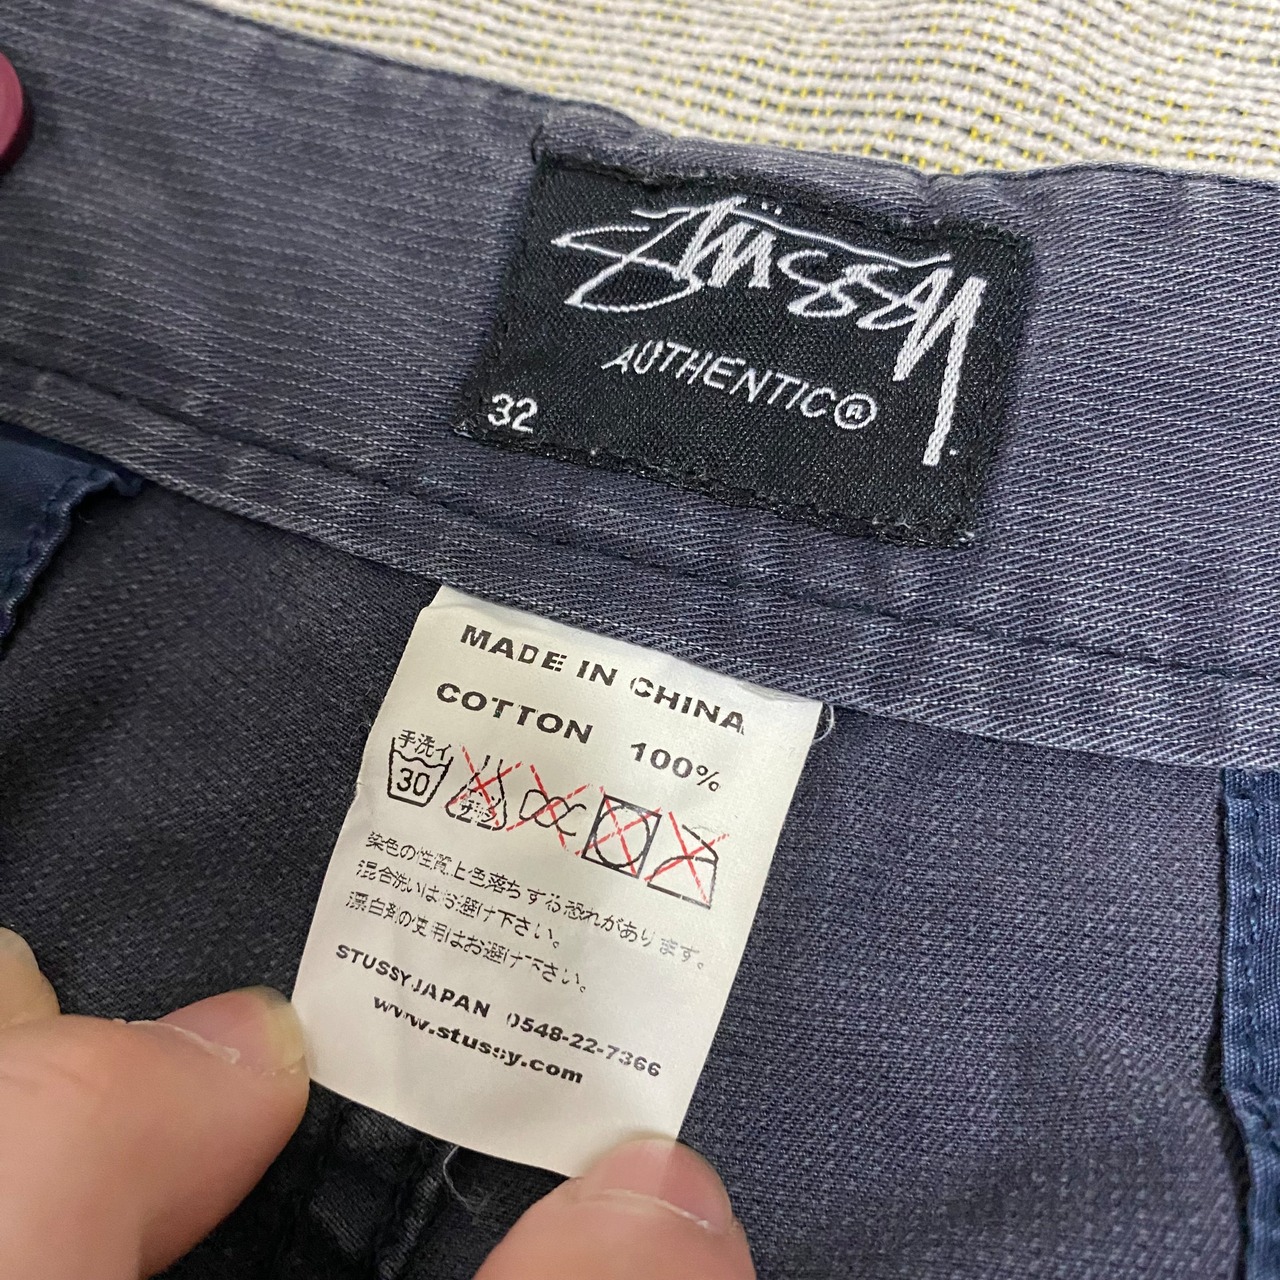 Stüssy
AUTHENTIC®
32
MADE IN CHINA
COTTON 100%
手洗イ
30
染色の性質上色落ちする恐れがあります。
混合洗いはお避け下さい。
漂白剤の使用はお避け下さい。
STUSSY JAPAN 0548-22-7366
www.stussy.com